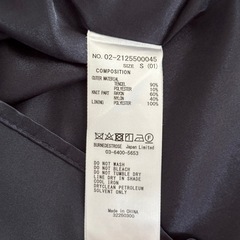 NO. 02-2125500045
SIZE S (01)
COMPOSITION
OUTER MATERIAL
TENCEL 90%
POLYESTER 10%
KNIT PART RAYON 60%
NYLON 40%
LINING POLYESTER 100%
BURNEDESTROSE Japan Limited
03-6400-5653
DO NOT WASH
DO NOT BLEACH
DO NOT TUMBLE DRY
LINE DRY IN SHADE
COOL IRON
DRYCLEAN PETROLEUM
SOLVENT ONLY
MADE IN CHINA